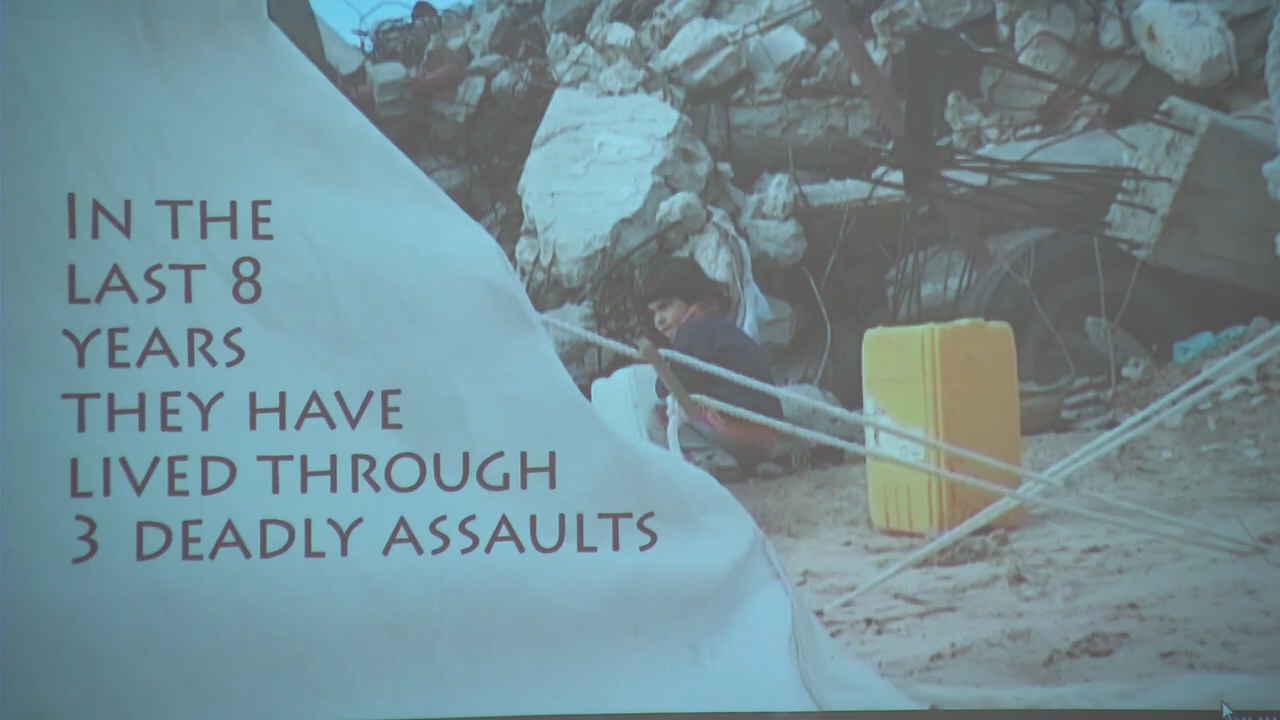 IN THE
LAST 8
YEARS
THEY HAVE
LIVED THROUGH
3 DEADLY ASSAULTS